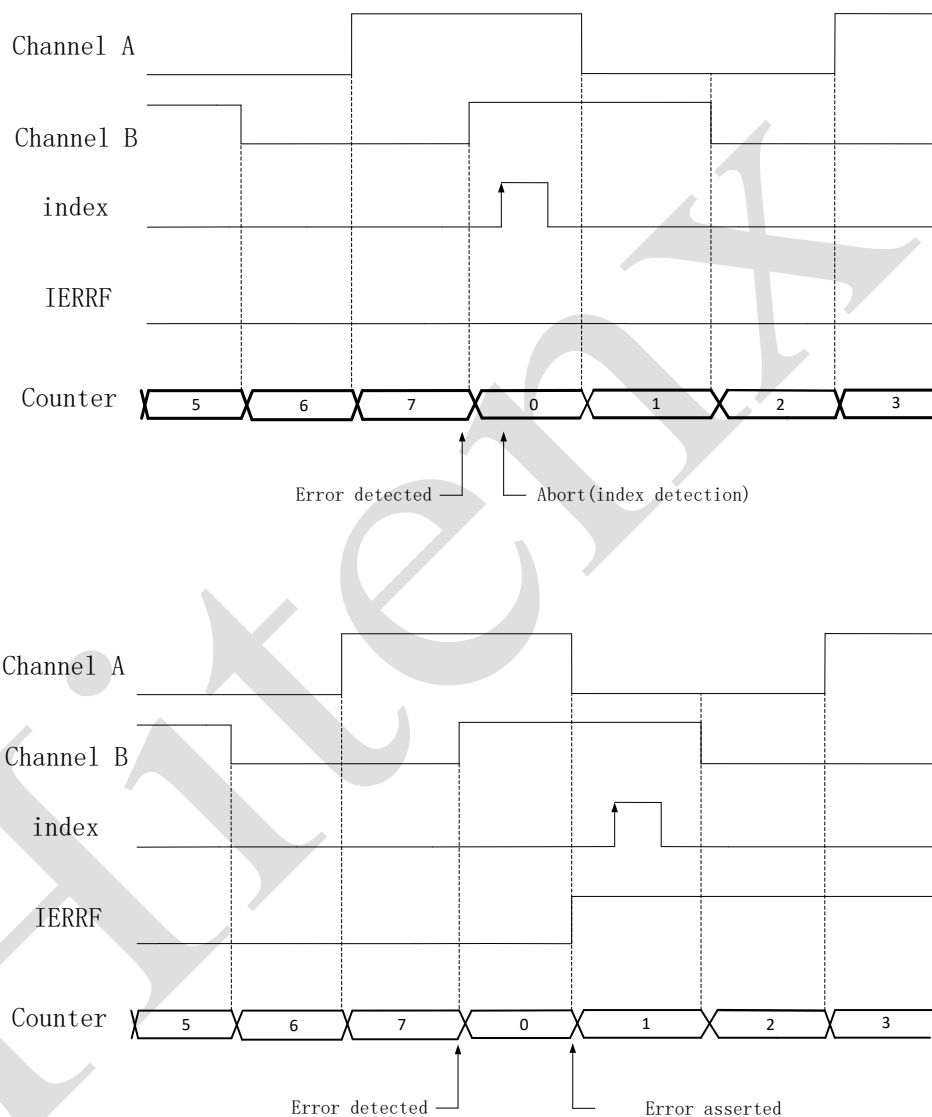 Channel A
Channel B
index
IERRF
Counter 5 6 7 0 1 2 3
Error detected Abort(index detection)
Channel A
Channel B
index
IERRF
Counter 5 6 7 0 1 2 3
Error detected Error asserted
Hitenx